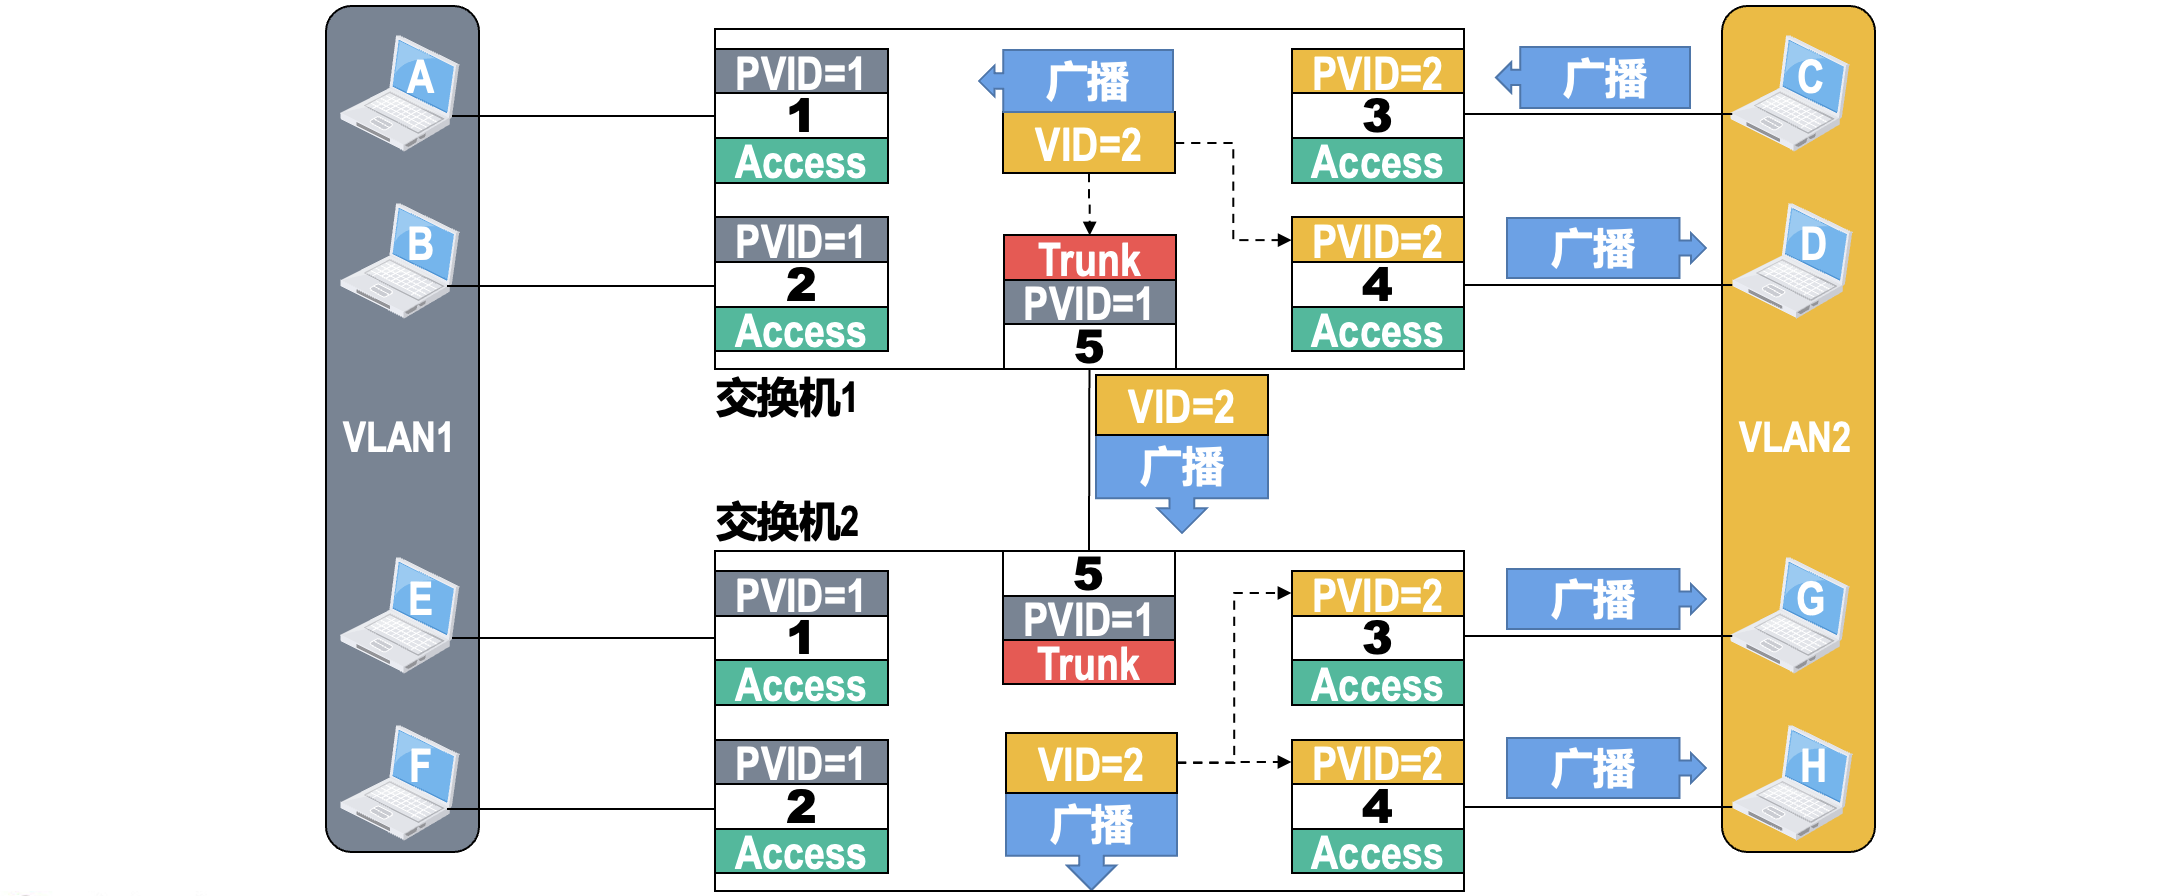 A
PVID=1
1
Access
广播
VID=2
PVID=2
3
Access
广播
C
B
PVID=1
2
Access
Trunk
PVID=1
5
PVID=2
4
Access
广播
D
交换机1
VID=2
广播
VLAN1
VLAN2
交换机2
E
PVID=1
1
Access
5
PVID=1
Trunk
PVID=2
3
Access
广播
G
F
PVID=1
2
Access
VID=2
广播
PVID=2
4
Access
广播
H